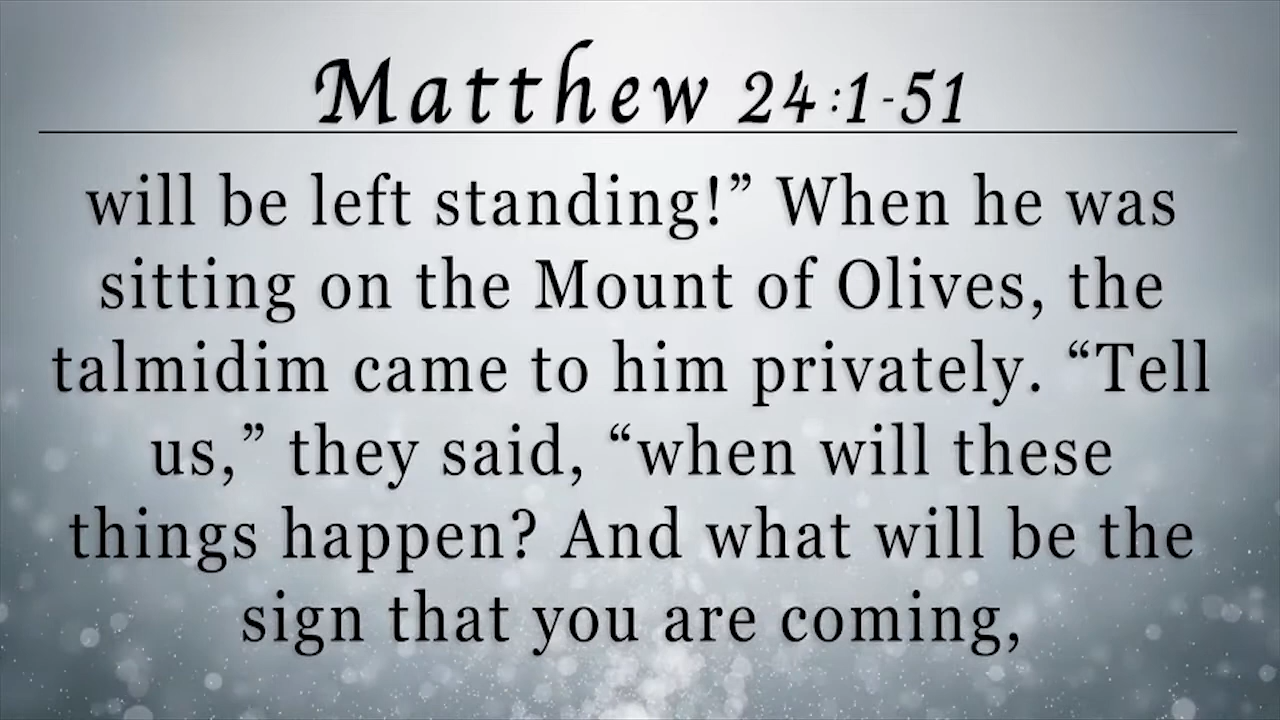 Matthew 24:1-51
will be left standing!” When he was
sitting on the Mount of Olives, the
talmidim came to him privately. “Tell
us,” they said, “when will these
things happen? And what will be the
sign that you are coming,